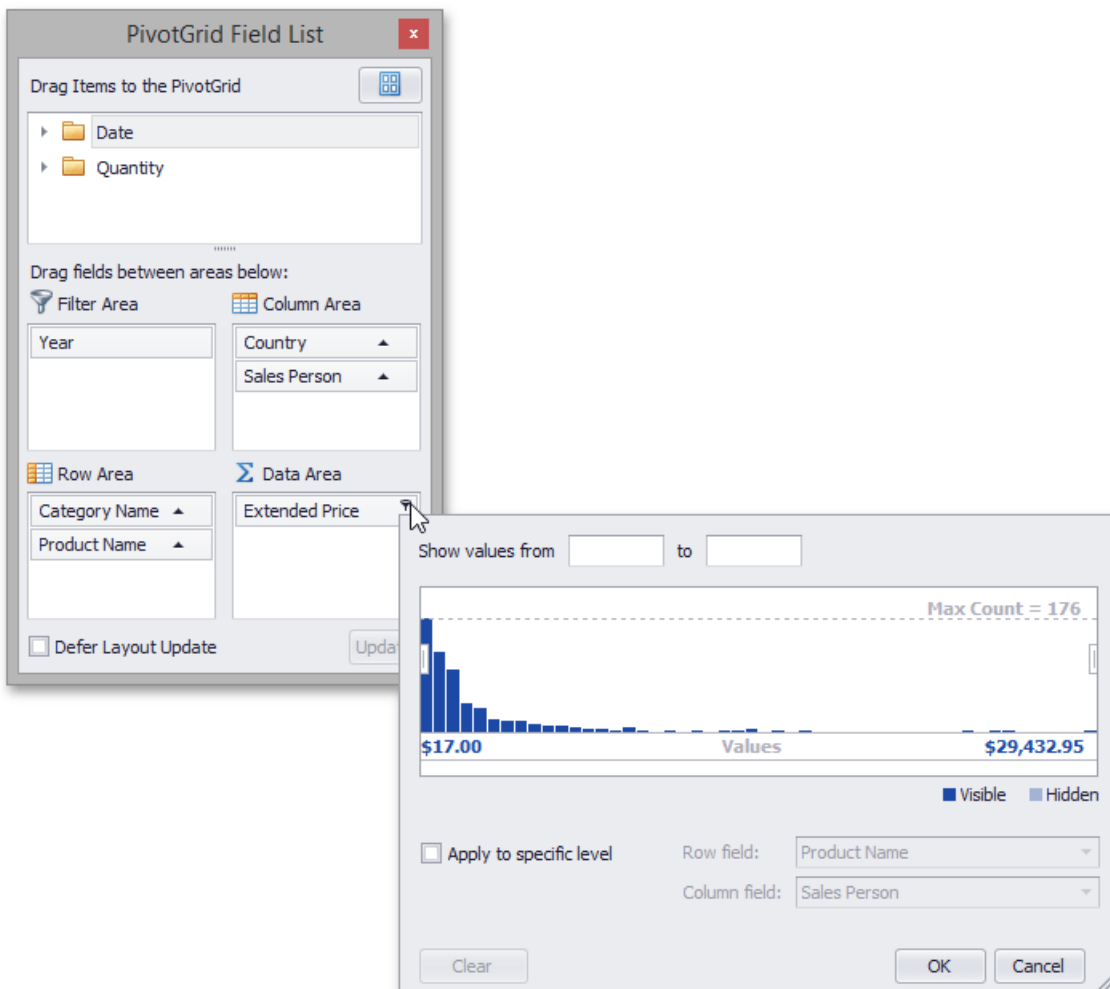 PivotGrid Field List
x
Drag Items to the PivotGrid
Date
Quantity
Drag fields between areas below:
Filter Area
Column Area
Year
Country
Sales Person
Row Area
Σ Data Area
Category Name
Extended Price
Product Name
Defer Layout Update
Show values from to
Max Count = 176
$17.00 Values $29,432.95
Visible Hidden
Apply to specific level
Row field: Product Name
Column field: Sales Person
Clear
OK
Cancel